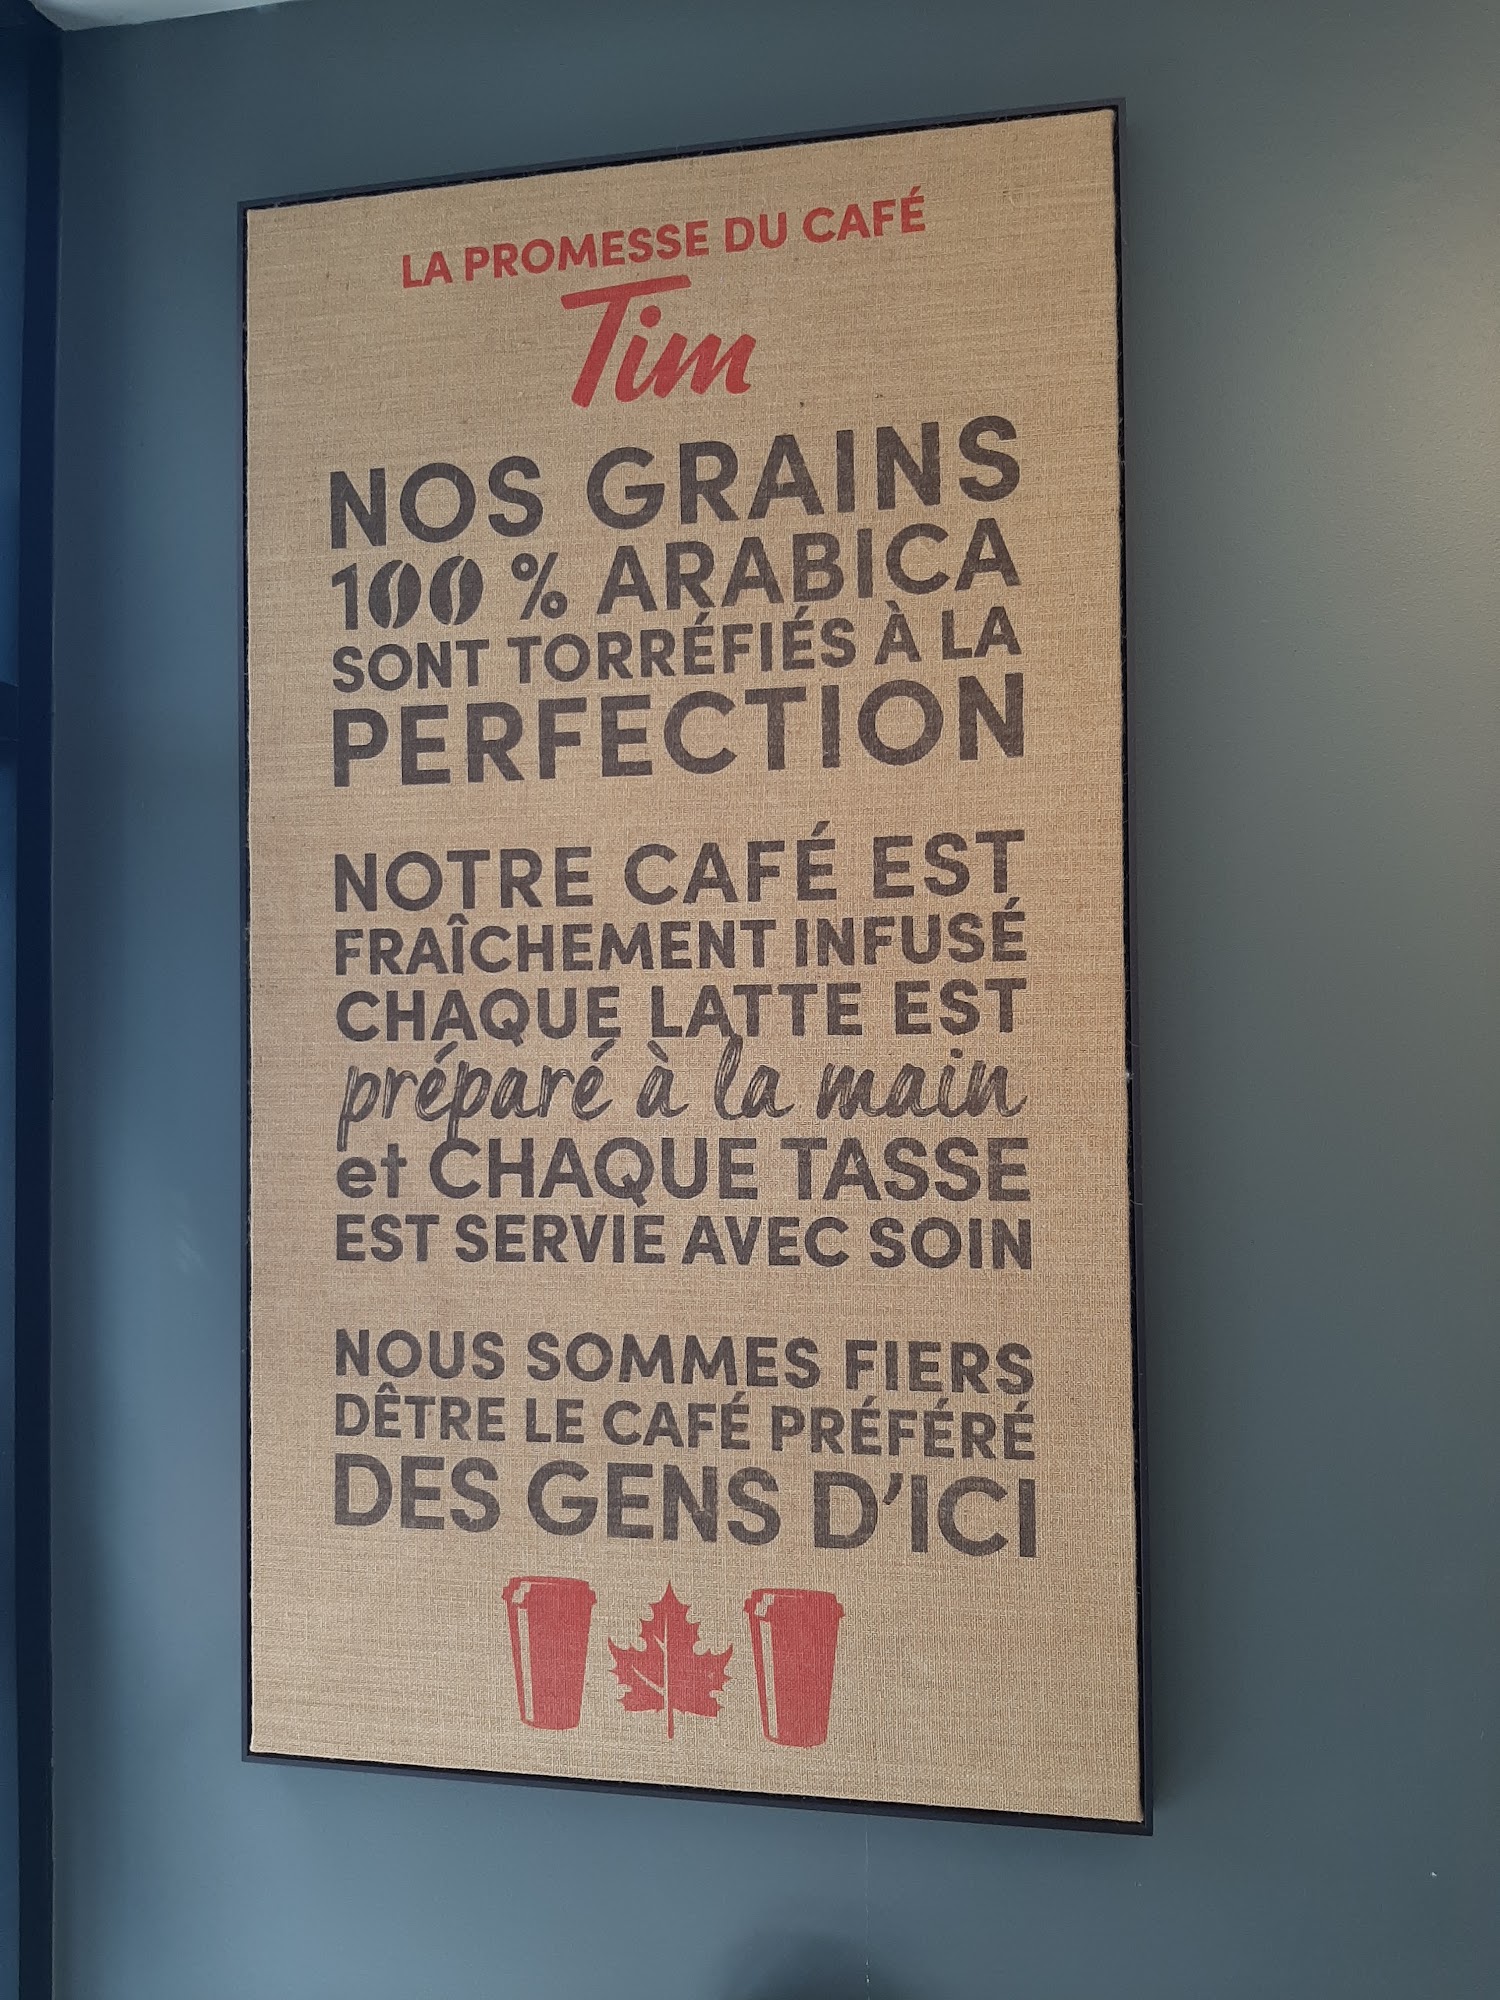 LA PROMESSE DU CAFÉ
Tim
NOS GRAINS
100 % ARABICA
SONT TORRÉFIÉS À LA
PERFECTION
NOTRE CAFÉ EST
FRAÎCHEMENT INFUSÉ
CHAQUE LATTE EST
préparé à la main
et CHAQUE TASSE
EST SERVIE AVEC SOIN
NOUS SOMMES FIERS
DÊTRE LE CAFÉ PRÉFÉRÉ
DES GENS D'ICI